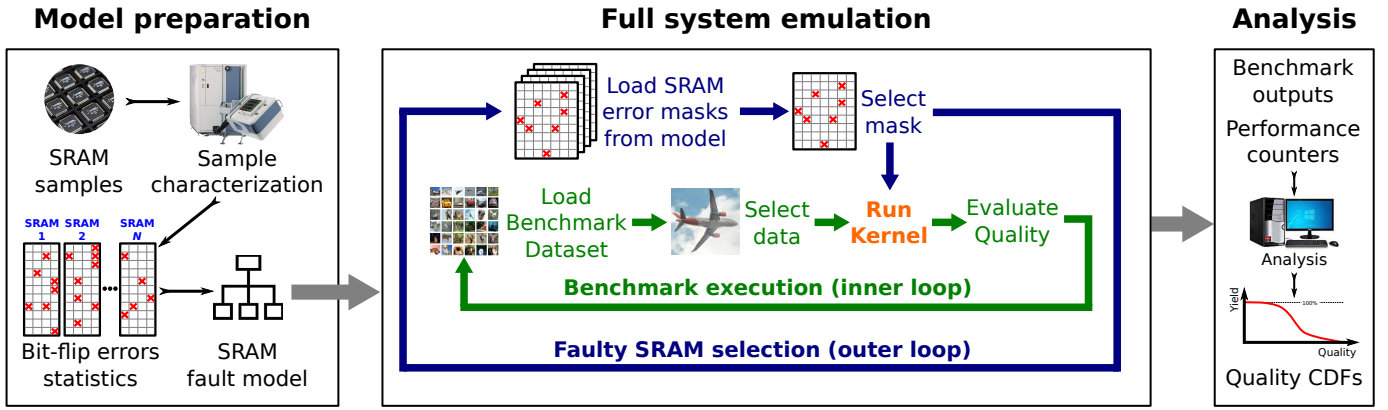 Model preparation
SRAM
samples
Sample
characterization
SRAM
1
SRAM
2
SRAM
N
Bit-flip errors
statistics
SRAM
fault model
Full system emulation
Load SRAM
error masks
from model
Select
mask
Load
Benchmark
Dataset
Select
data
Run
Kernel
Evaluate
Quality
Benchmark execution (inner loop)
Faulty SRAM selection (outer loop)
Analysis
Benchmark
outputs
Performance
counters
Analysis
Yield
100%
Quality
Quality CDFs